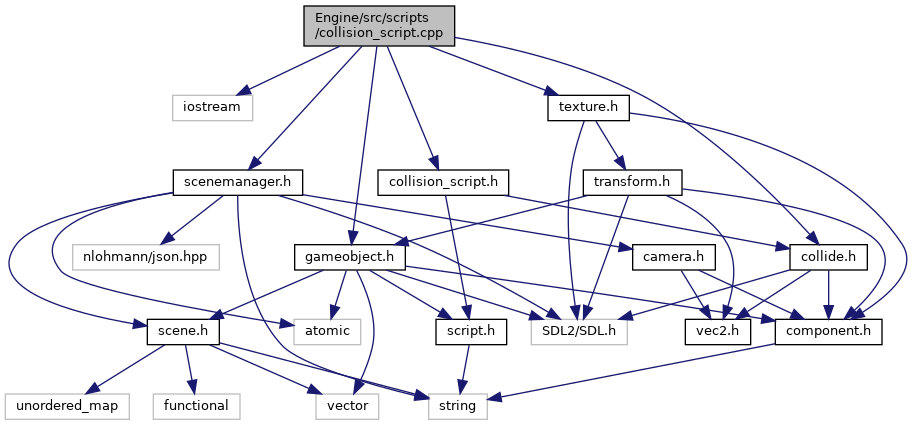 Engine/src/scripts
/collision_script.cpp
iostream
texture.h
scenemanager.h
collision_script.h
transform.h
nlohmann/json.hpp
gameobject.h
camera.h
collide.h
scene.h
atomic
script.h
SDL2/SDL.h
vec2.h
component.h
unordered_map
functional
vector
string